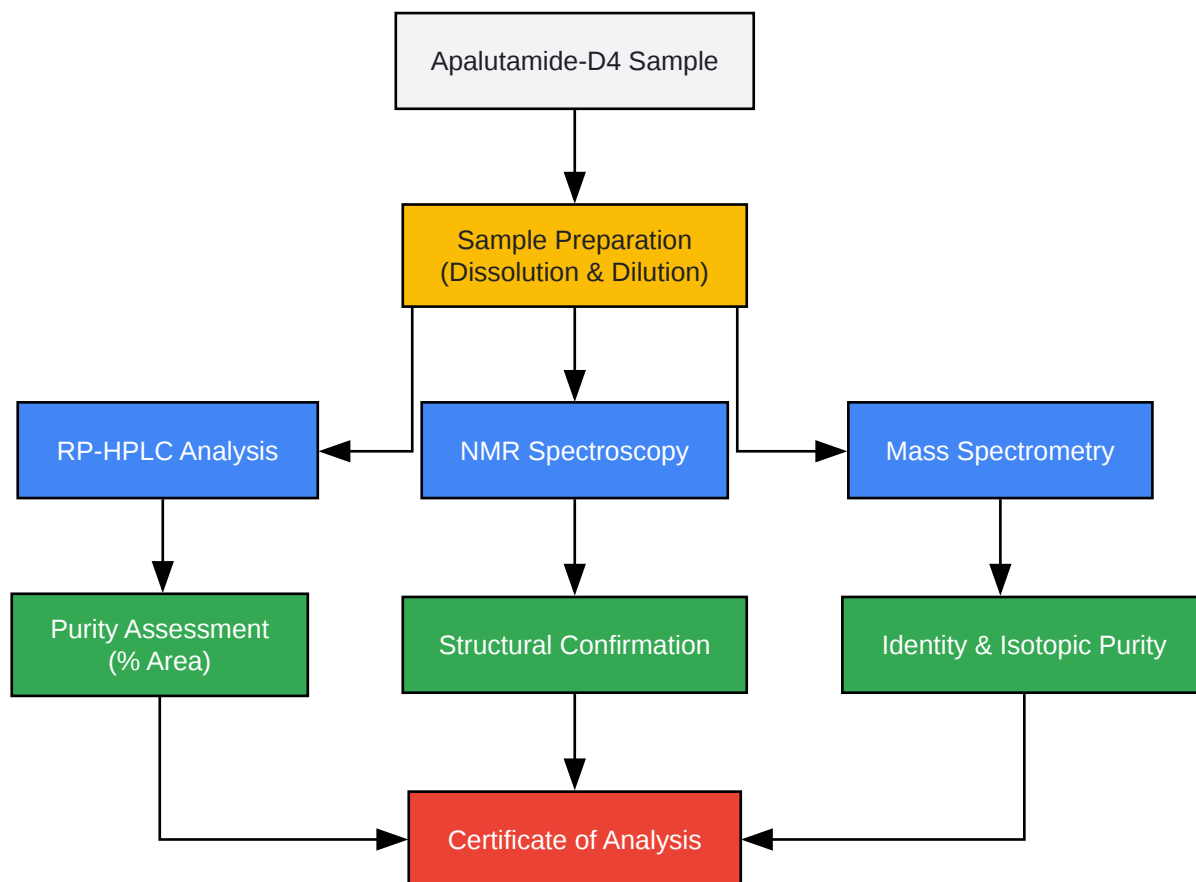 Apalutamide-D4 Sample
Sample Preparation
(Dissolution & Dilution)
RP-HPLC Analysis
NMR Spectroscopy
Mass Spectrometry
Purity Assessment
(% Area)
Structural Confirmation
Identity & Isotopic Purity
Certificate of Analysis